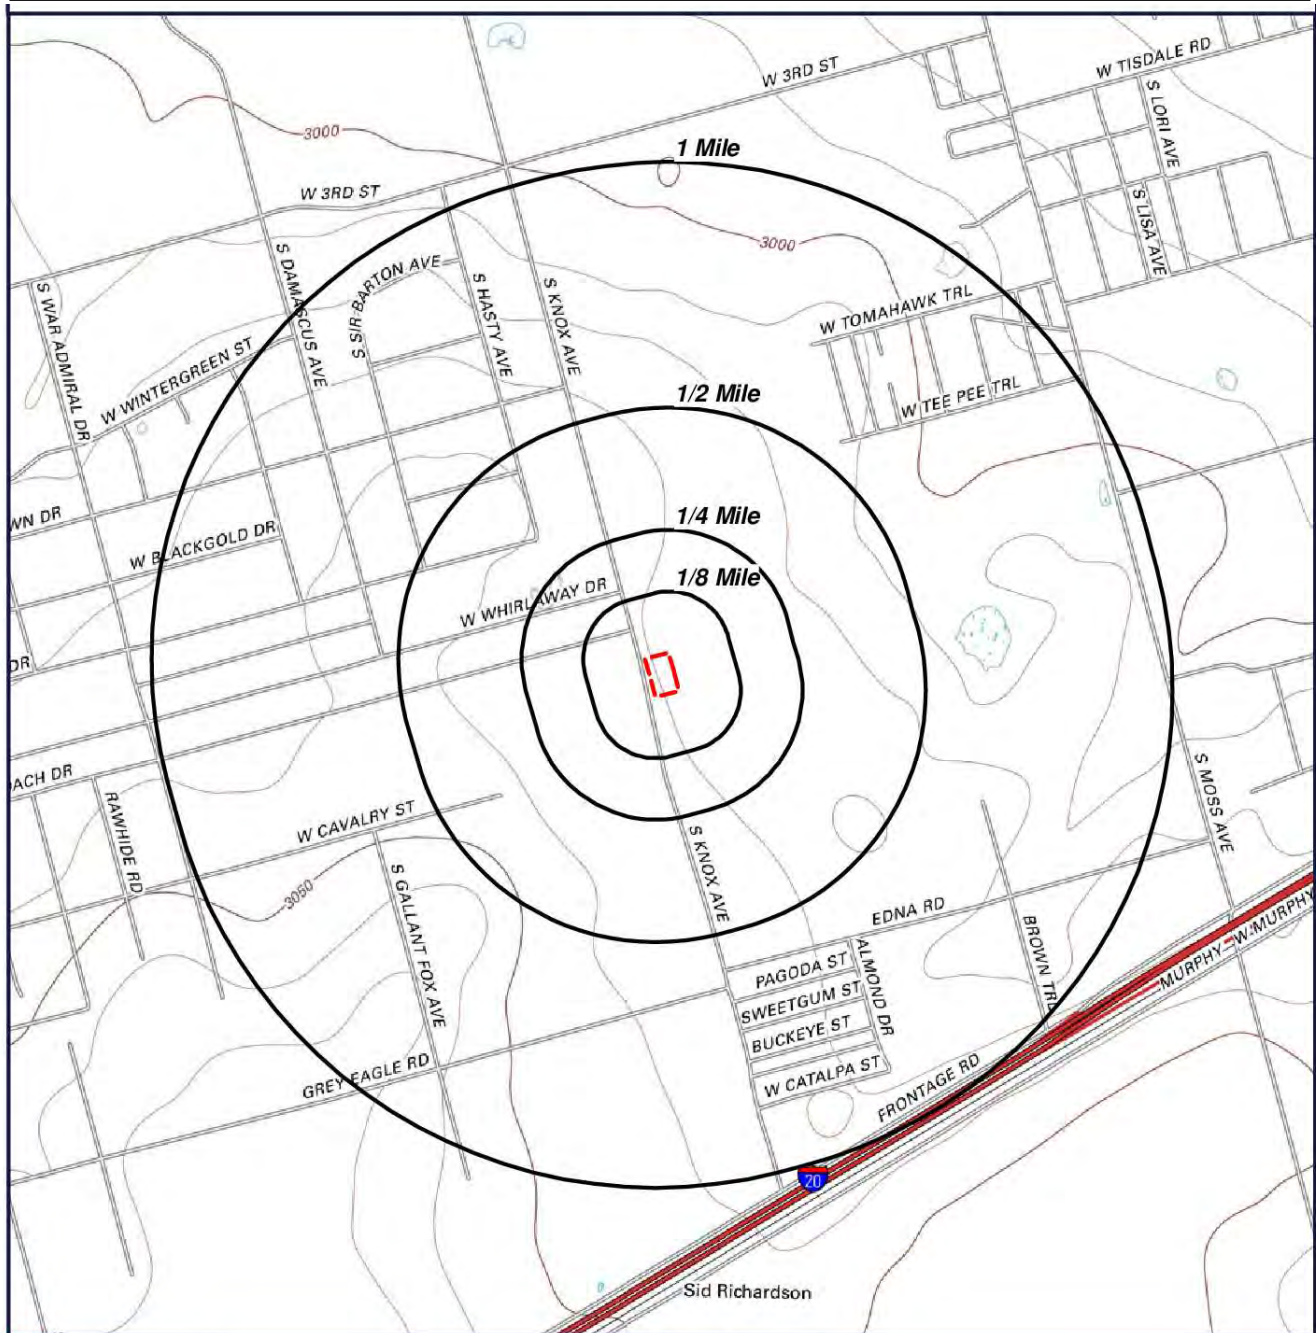 W 3RD ST
W TISDALE RD
S LORI AVE
3000
1 Mile
W 3RD ST
S LISA AVE
3000
S DAMASCUS AVE
S SIR BARTON AVE
S HASTY AVE
S KNOX AVE
S WAR ADMIRAL DR
W TOMAHAWK TRL
W WINTERGREEN ST
1/2 Mile
W TEE PEE TRL
WN DR
1/4 Mile
W BLACKGOLD DR
1/8 Mile
W WHIRLAWAY DR
DR
DACH DR
RAWHIDE RD
W CAVALRY ST
S MOSS AVE
S KNOX AVE
3050
S GALLANT FOX AVE
EDNA RD
BROWN TRL
W MURPHY
MURPHY
PAGODA ST
ALMOND DR
SWEETGUM ST
BUCKEYE ST
GREY EAGLE RD
W CATALPA ST
FRONTAGE RD
20
Sid Richardson